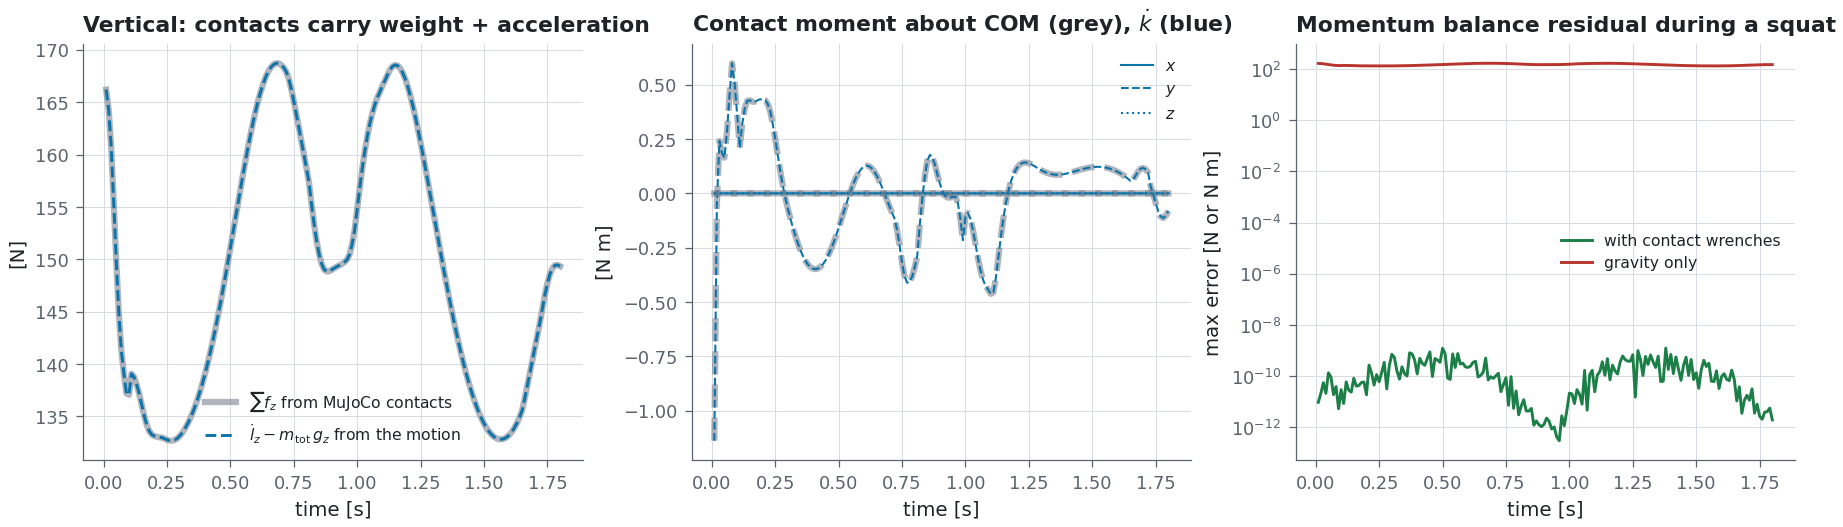 Vertical: contacts carry weight + acceleration
170
165
160
155
150
145
140
135
[N]
∑f_z from MuJoCo contacts
l̇_z − m_tot g_z from the motion
0.00 0.25 0.50 0.75 1.00 1.25 1.50 1.75
time [s]
Contact moment about COM (grey), k̇ (blue)
0.50
0.25
0.00
−0.25
−0.50
−0.75
−1.00
[N m]
x
y
z
0.00 0.25 0.50 0.75 1.00 1.25 1.50 1.75
time [s]
Momentum balance residual during a squat
10²
10⁰
10⁻²
10⁻⁴
10⁻⁶
10⁻⁸
10⁻¹⁰
10⁻¹²
max error [N or N m]
with contact wrenches
gravity only
0.00 0.25 0.50 0.75 1.00 1.25 1.50 1.75
time [s]